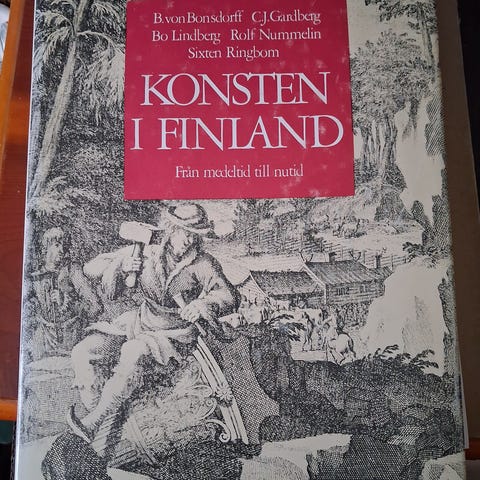 B. von Bonsdorff C.J. Gardberg
Bo Lindberg Rolf Nummelin
Sixten Ringbom
KONSTEN
I FINLAND
Från medeltid till nutid